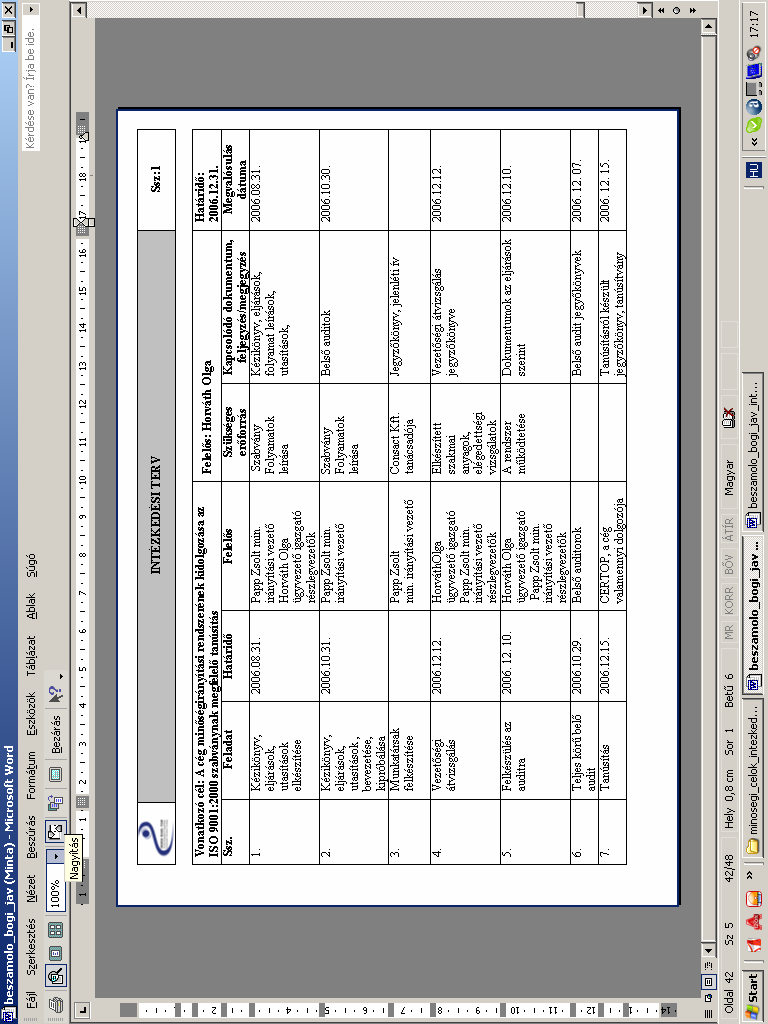 beszamolo_bogi_jav (Minta) - Microsoft Word
Fájl Szerkesztés Nézet Beszúrás Formátum Eszközök Táblázat Ablak Súgó
Kérdése van? Írja be ide.
100% Bezárás
Nagyítás
INTÉZKEDÉSI TERV
Ssz:1
Vonatkozó cél: A cég minőségirányítási rendszerének kidolgozása az
ISO 9001:2000 szabványnak megfelelő tanúsítás
Felelős: Horváth Olga
Határidő:
2006.12.31.
Ssz.
Feladat
Határidő
Felelős
Szükséges
erőforrás
Kapcsolódó dokumentum,
feljegyzés/megjegyzés
Megvalósulás
dátuma
1.
Kézikönyv,
eljárások,
utasítások
elkészítése
2006.08.31.
Papp Zsolt min.
irányítási vezető
Horváth Olga
ügyvezető igazgató
részlegvezetők
Szabvány
Folyamatok
leírása
Kézikönyv, eljárások,
folyamat leírások,
utasítások,
2006.08.31.
2.
Kézikönyv,
eljárások,
utasítások ,
bevezetése,
kipróbálása
2006.10.31.
Papp Zsolt min.
irányítási vezető
Szabvány
Folyamatok
leírása
Belső auditok
2006.10.30.
3.
Munkatársak
felkészítése
Papp Zsolt
min. irányítási vezető
Consact Kft.
tanácsadója
Jegyzőkönyv, jelenléti ív
4.
Vezetőségi
átvizsgálás
2006.12.12.
HorváthOlga
ügyvezető igazgató
Papp Zsolt min.
irányítási vezető
részlegvezetők
Elkészített
szakmai
anyagok,
elégedettségi
vizsgálatok
Vezetőségi átvizsgálás
jegyzőkönyve
2006.12.12.
5.
Felkészülés az
auditra
2006. 12. 10.
Horváth Olga
ügyvezető igazgató
Papp Zsolt min.
irányítási vezető
részlegvezetők
A rendszer
működtetése
Dokumentumok az eljárások
szerint
2006.12.10.
6.
Teljes körű belő
audit
2006.10.29.
Belső auditorok
Belső audit jegyőkönyvek
2006. 12. 07.
7.
Tanúsítás
2006.12.15.
CERTOP, a cég
valamennyi dolgozója
Tanúsításról készült
jegyzőkönyv, tanúsítvány
2006. 12. 15.
Oldal 42 Sz 5 42/48 Hely 0,8 cm Sor 1 Betű 6 MR KORR BŐV ÁTÍR Magyar
Start
minosegi_celok_intezked...
beszamolo_bogi_jav ...
beszamolo_bogi_jav_int...
HU
17:17